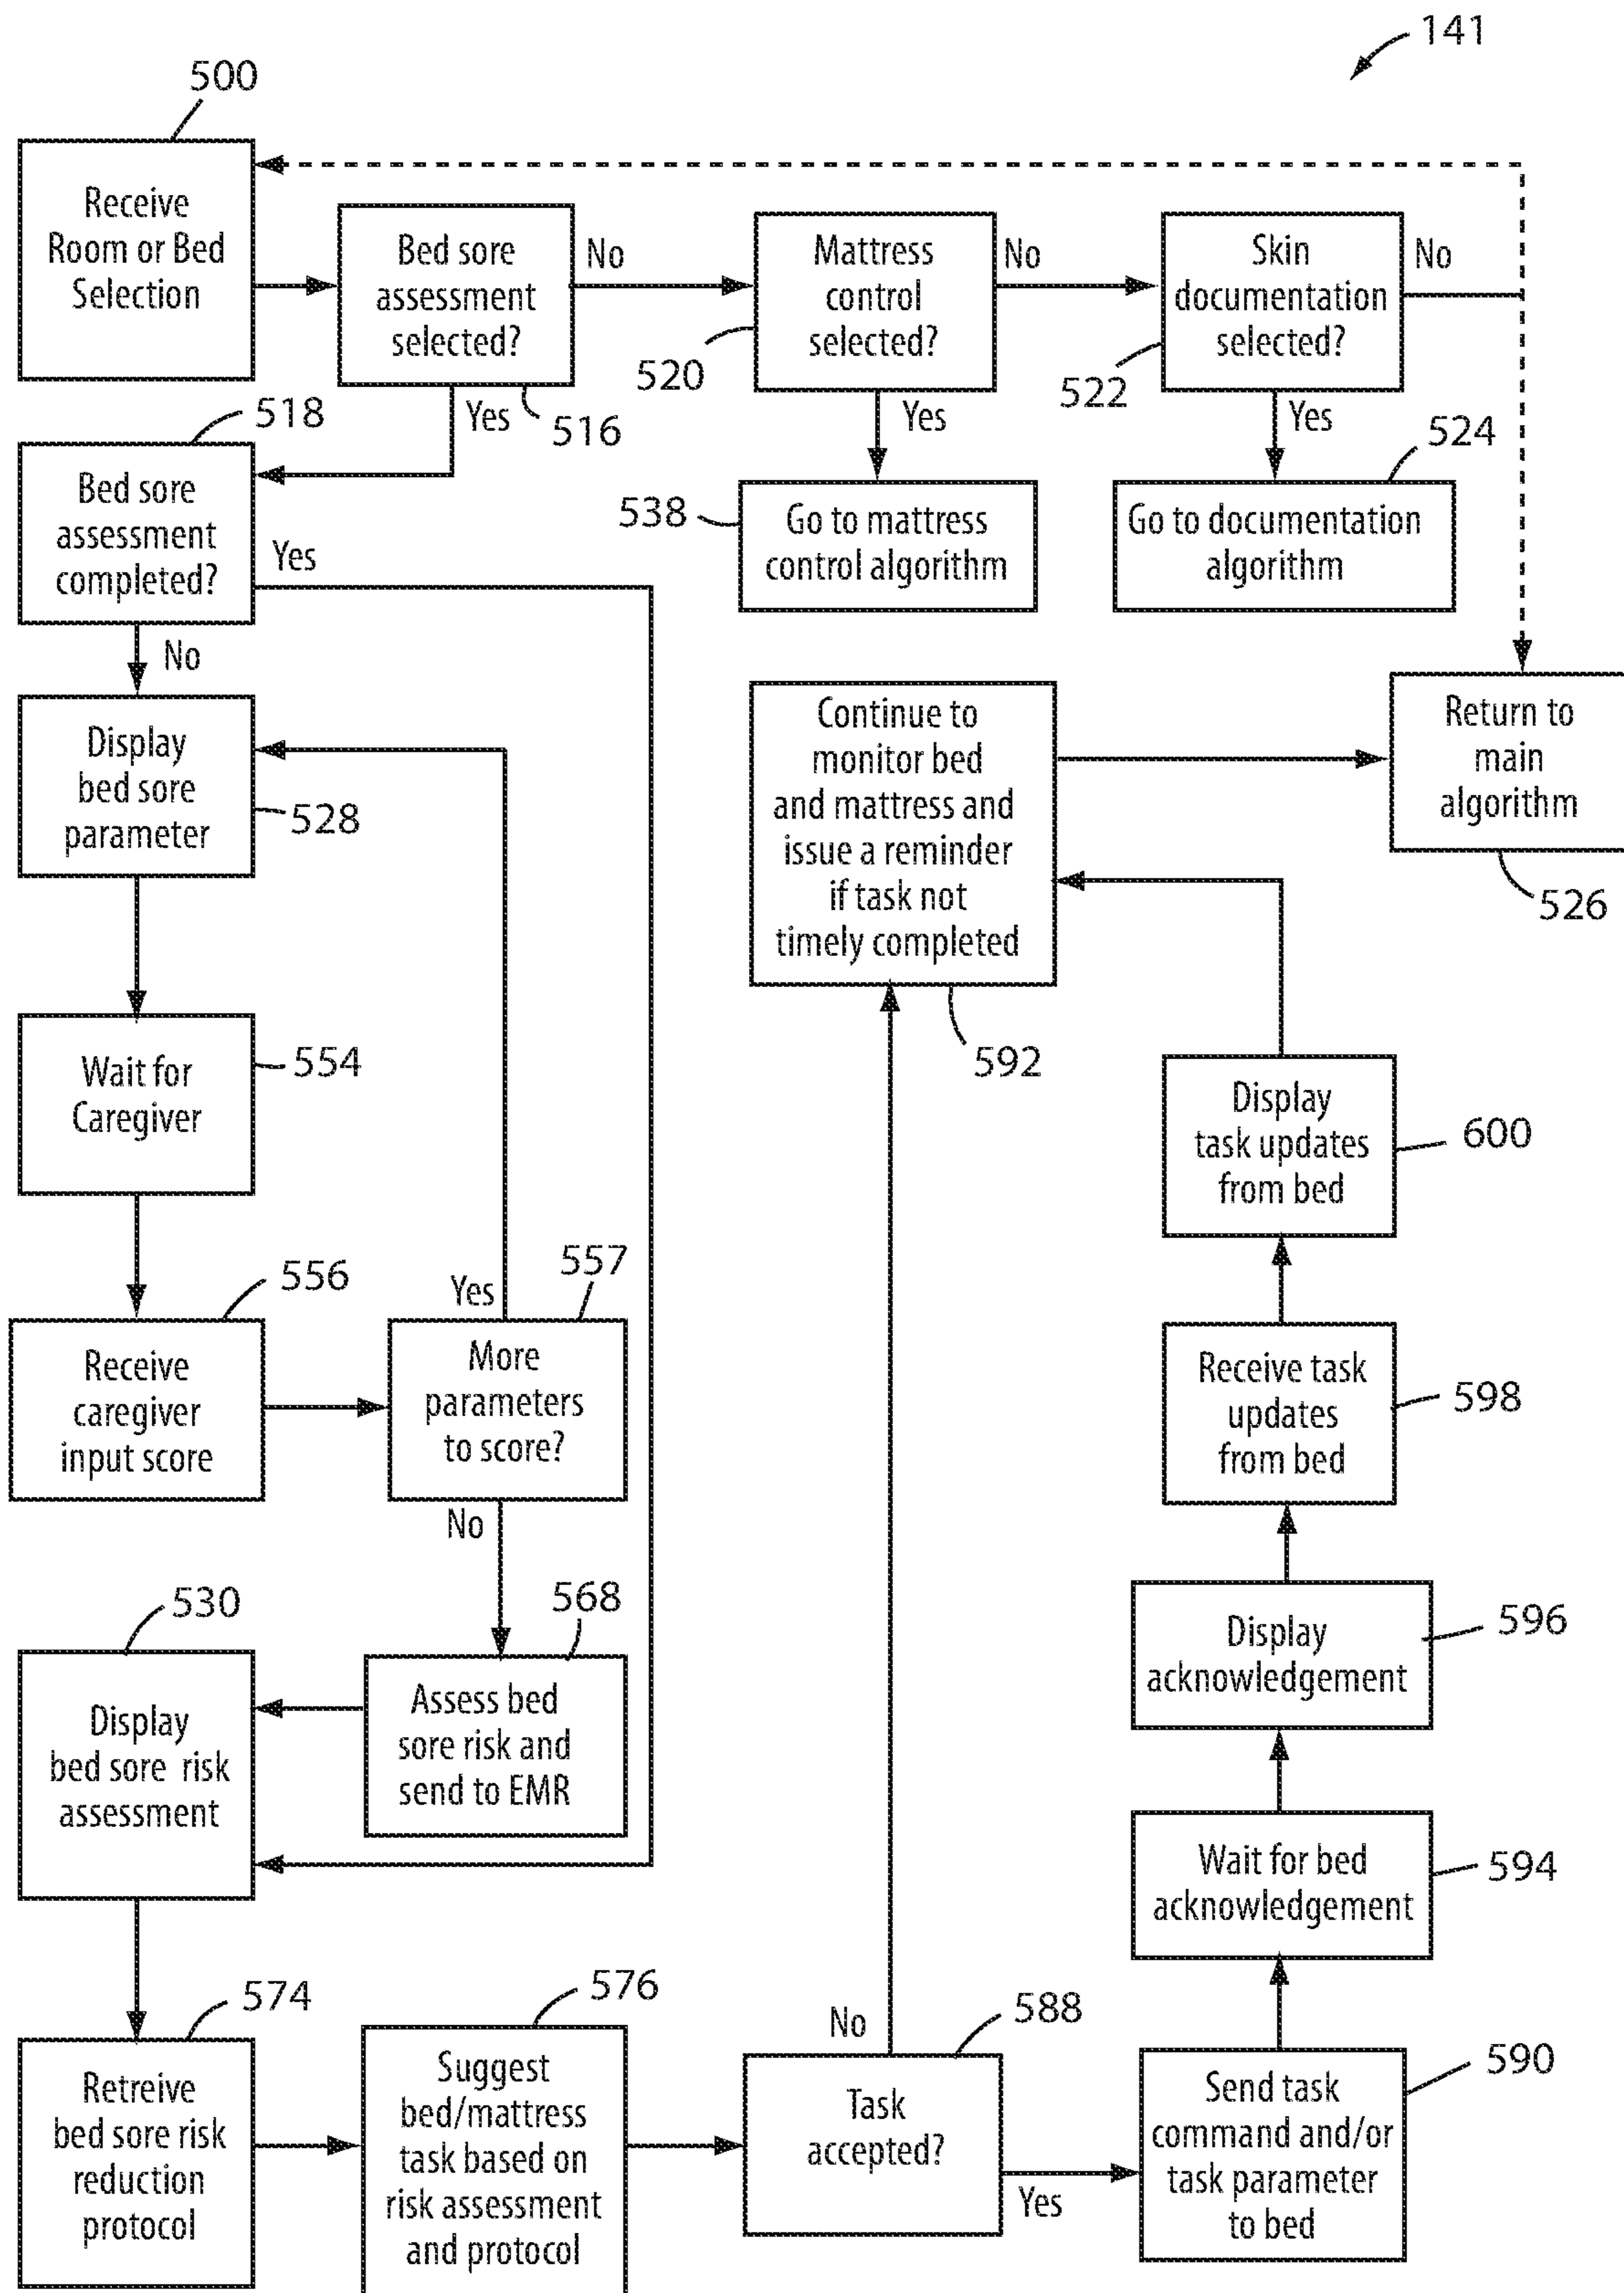 141
500
Receive
Room or Bed
Selection
Bed sore
assessment
selected?
516
No
Yes
Mattress
control
selected?
520
No
Yes
Skin
documentation
selected?
522
No
Yes
518
Bed sore
assessment
completed?
Yes
No
538
Go to mattress
control algorithm
524
Go to documentation
algorithm
Display
bed sore
parameter
528
Continue to
monitor bed
and mattress and
issue a reminder
if task not
timely completed
592
Return to
main
algorithm
526
Wait for
Caregiver
554
Display
task updates
from bed
600
556
Receive
caregiver
input score
557
Yes
More
parameters
to score?
No
Receive task
updates
from bed
598
530
Display
bed sore risk
assessment
568
Assess bed
sore risk and
send to EMR
Display
acknowledgement
596
Wait for bed
acknowledgement
594
574
Retreive
bed sore risk
reduction
protocol
576
Suggest
bed/mattress
task based on
risk assessment
and protocol
588
No
Task
accepted?
Yes
590
Send task
command and/or
task parameter
to bed